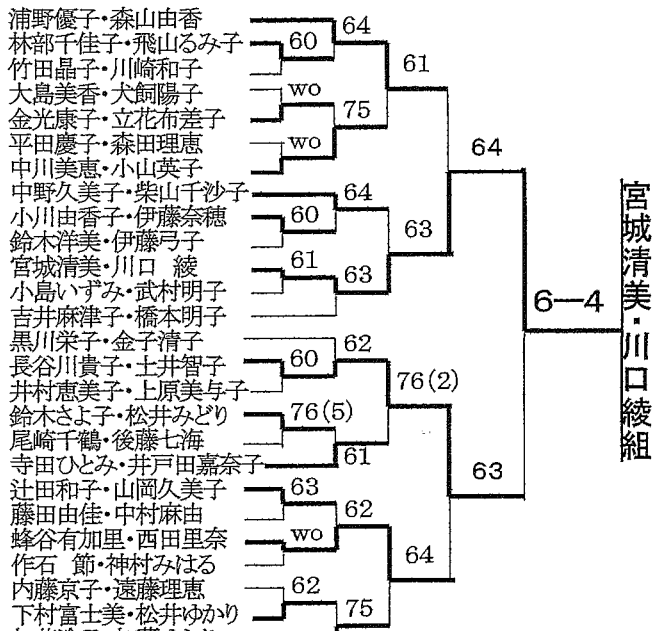 浦野優子・森山由香
林部千佳子・飛山るみ子
竹田晶子・川崎和子
大島美香・犬飼陽子
金光康子・立花布差子
平田慶子・森田理恵
中川美恵・小山英子
中野久美子・柴山千沙子
小川由香子・伊藤奈穂
鈴木洋美・伊藤弓子
宮城清美・川口 綾
小島いずみ・武村明子
吉井麻津子・橋本明子
黒川栄子・金子清子
長谷川貴子・土井智子
井村恵美子・上原美与子
鈴木さよ子・松井みどり
尾崎千鶴・後藤七海
寺田ひとみ・井戸田嘉奈子
辻田和子・山岡久美子
藤田由佳・中村麻由
蜂谷有加里・西田里奈
作石 節・神村みはる
内藤京子・遠藤理恵
下村富士美・松井ゆかり
60
wo
wo
60
61
60
76(5)
63
wo
62
64
75
64
63
62
61
62
75
61
63
76(2)
64
64
63
6―4
宮城清美・川口綾組